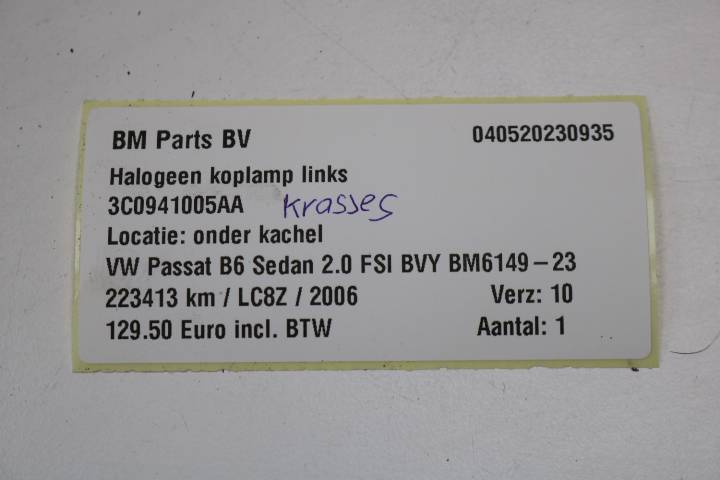 BM Parts BV 040520230935
Halogeen koplamp links
3C0941005AA Krasses
Locatie: onder kachel
VW Passat B6 Sedan 2.0 FSI BVY BM6149-23
223413 km / LC8Z / 2006 Verz: 10
129.50 Euro incl. BTW Aantal: 1